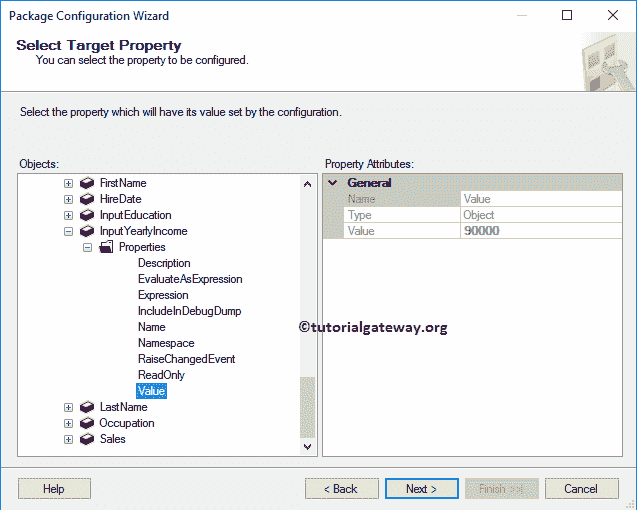 Package Configuration Wizard
Select Target Property
You can select the property to be configured.
Select the property which will have its value set by the configuration.
Objects:
FirstName
HireDate
InputEducation
InputYearlyIncome
Properties
Description
EvaluateAsExpression
Expression
IncludeInDebugDump
Name
Namespace
RaiseChangedEvent
ReadOnly
Value
LastName
Occupation
Sales
Property Attributes:
General
Name Value
Type Object
Value 90000
©tutorialgateway.org
Help
< Back
Next >
Finish >>|
Cancel